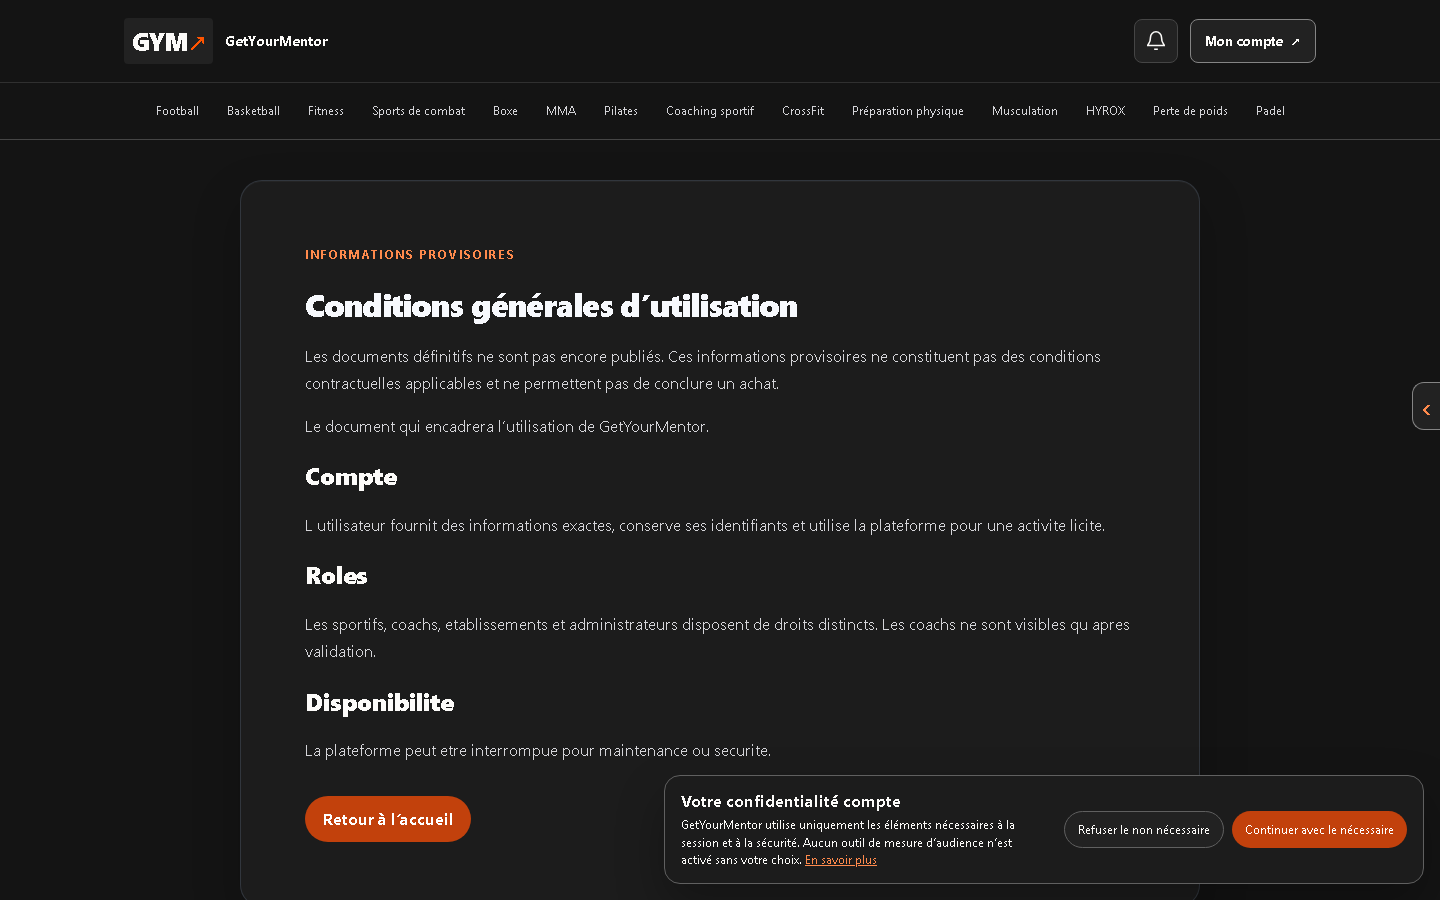 GYM↗ GetYourMentor
Mon compte ↗
Football Basketball Fitness Sports de combat Boxe MMA Pilates Coaching sportif CrossFit Préparation physique Musculation HYROX Perte de poids Padel
INFORMATIONS PROVISOIRES
Conditions générales d’utilisation
Les documents définitifs ne sont pas encore publiés. Ces informations provisoires ne constituent pas des conditions
contractuelles applicables et ne permettent pas de conclure un achat.
Le document qui encadrera l’utilisation de GetYourMentor.
Compte
L utilisateur fournit des informations exactes, conserve ses identifiants et utilise la plateforme pour une activite licite.
Roles
Les sportifs, coachs, etablissements et administrateurs disposent de droits distincts. Les coachs ne sont visibles qu apres
validation.
Disponibilite
La plateforme peut etre interrompue pour maintenance ou securite.
Retour à l’accueil
Votre confidentialité compte
GetYourMentor utilise uniquement les éléments nécessaires à la
session et à la sécurité. Aucun outil de mesure d’audience n’est
activé sans votre choix. En savoir plus
Refuser le non nécessaire
Continuer avec le nécessaire